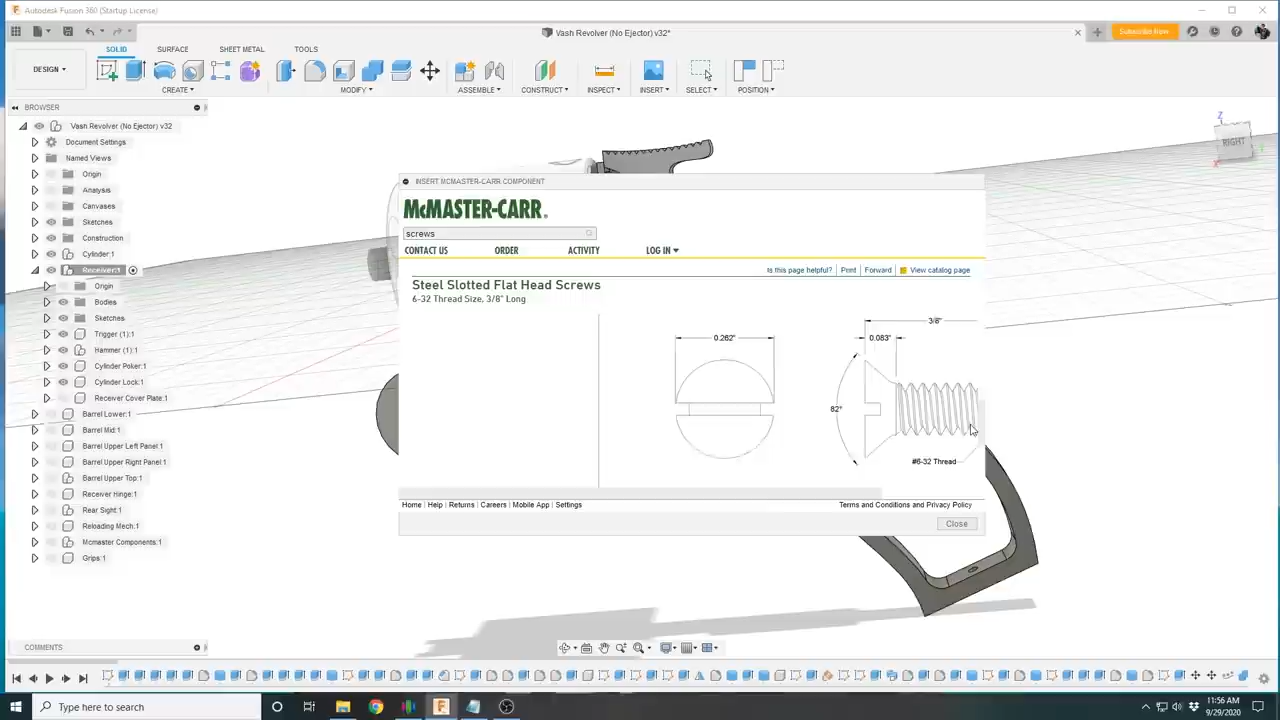 Autodesk Fusion 360 (Startup License)
Vash Revolver (No Ejector) v32*
Subscribe Now
SOLID SURFACE SHEET METAL TOOLS
DESIGN
CREATE MODIFY ASSEMBLE CONSTRUCT INSPECT INSERT SELECT POSITION
BROWSER
Vash Revolver (No Ejector) v32
Document Settings
Named Views
Origin
Analysis
Canvases
Sketches
Construction
Cylinder:1
Receiver:1
Origin
Bodies
Sketches
Trigger (1):1
Hammer (1):1
Cylinder Poker:1
Cylinder Lock:1
Receiver Cover Plate:1
Barrel Lower:1
Barrel Mid:1
Barrel Upper Left Panel:1
Barrel Upper Right Panel:1
Barrel Upper Top:1
Receiver Hinge:1
Rear Sight:1
Reloading Mech:1
Mcmaster Components:1
Grips:1
COMMENTS
Z
RIGHT
X
INSERT MCMASTER-CARR COMPONENT
McMASTER-CARR®
screws
CONTACT US ORDER ACTIVITY LOG IN
Is this page helpful? Print Forward View catalog page
Steel Slotted Flat Head Screws
6-32 Thread Size, 3/8" Long
3/8"
0.262"
0.083"
82°
#6-32 Thread
Home | Help | Returns | Careers | Mobile App | Settings
Terms and Conditions and Privacy Policy
Close
Type here to search
11:56 AM
9/29/2020